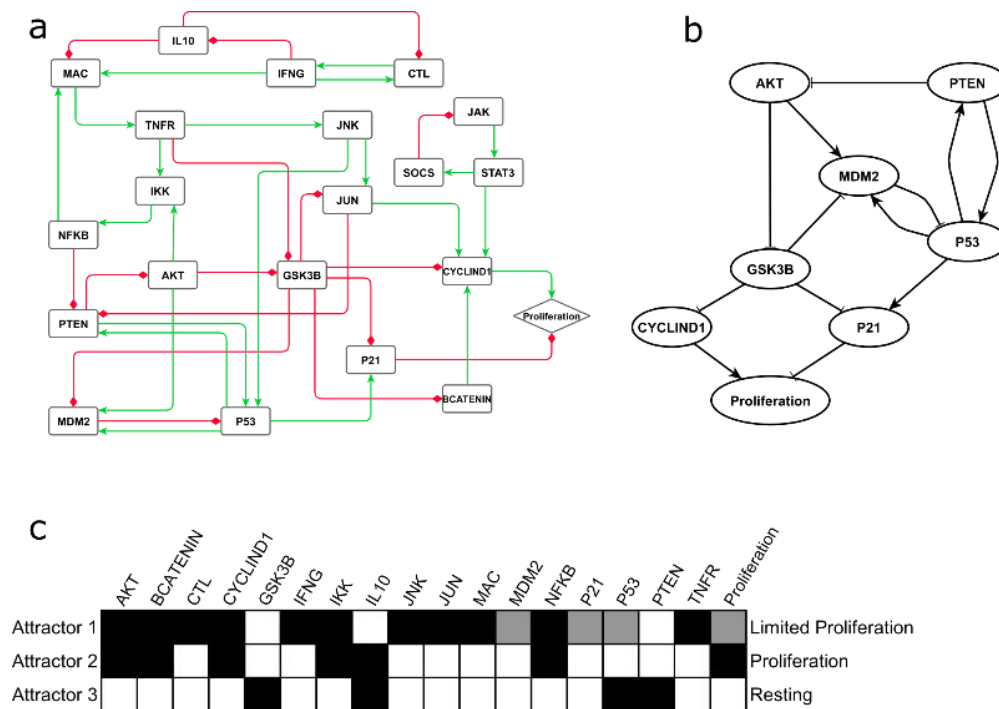 a
IL10
MAC
IFNG
CTL
TNFR
JNK
JAK
SOCS
STAT3
IKK
JUN
NFKB
AKT
GSK3B
CYCLIND1
PTEN
Proliferation
P21
BCATENIN
MDM2
P53
b
AKT
PTEN
MDM2
P53
GSK3B
CYCLIND1
P21
Proliferation
c
AKT BCATENIN CTL CYCLIND1 GSK3B IFNG IKK IL10 JNK JUN MAC MDM2 NFKB P21 P53 PTEN TNFR Proliferation
Attractor 1 Limited Proliferation
Attractor 2 Proliferation
Attractor 3 Resting